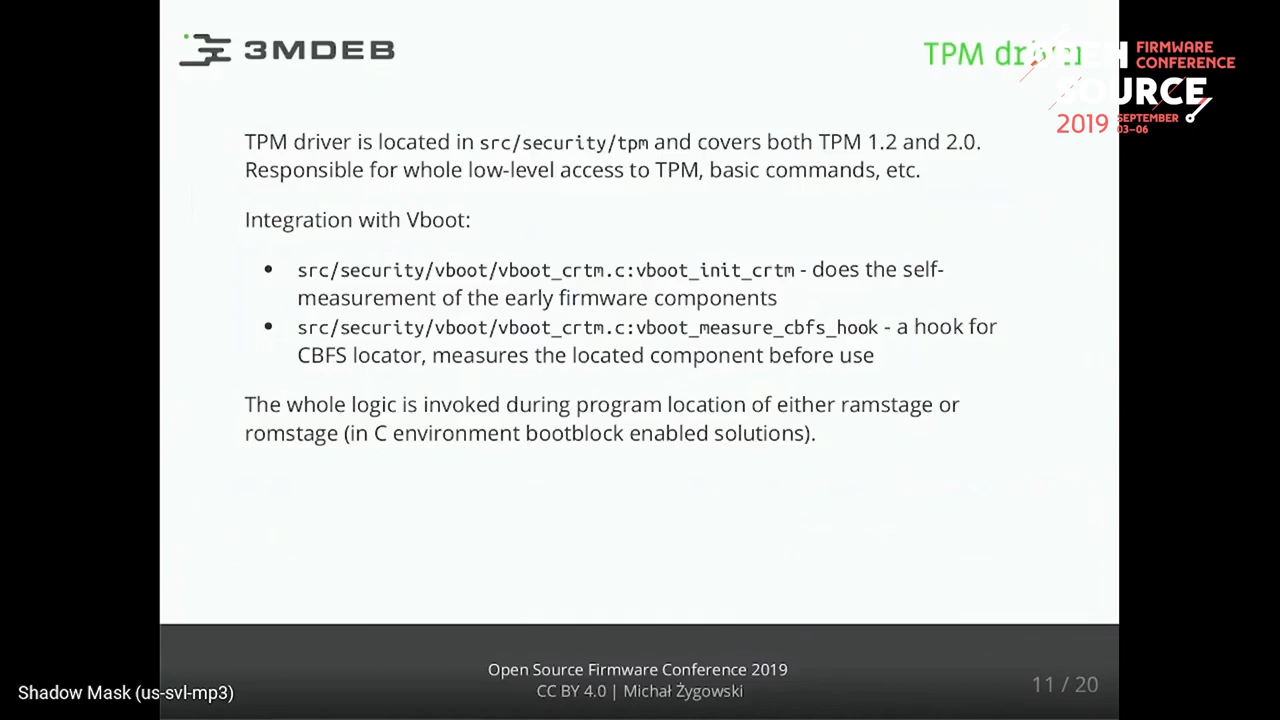 3MDEB
TPM driver
OPEN FIRMWARE
CONFERENCE
SOURCE
2019 SEPTEMBER
03–06
TPM driver is located in src/security/tpm and covers both TPM 1.2 and 2.0.
Responsible for whole low-level access to TPM, basic commands, etc.
Integration with Vboot:
• src/security/vboot/vboot_crtm.c:vboot_init_crtm - does the self-
measurement of the early firmware components
• src/security/vboot/vboot_crtm.c:vboot_measure_cbfs_hook - a hook for
CBFS locator, measures the located component before use
The whole logic is invoked during program location of either ramstage or
romstage (in C environment bootblock enabled solutions).
Open Source Firmware Conference 2019
CC BY 4.0 | Michał Żygowski
11 / 20
Shadow Mask (us-svl-mp3)